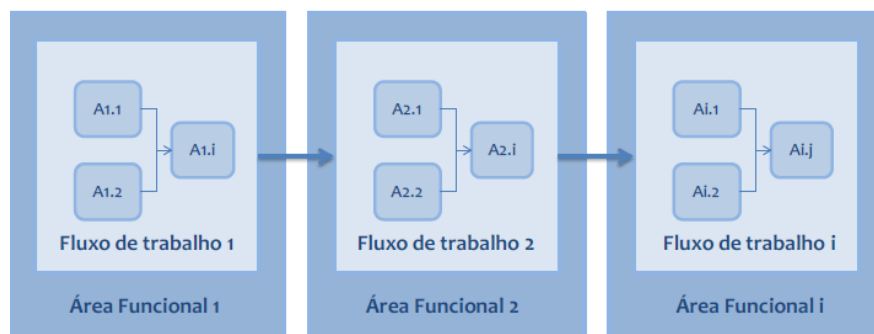 A1.1
A1.2
A1.i
Fluxo de trabalho 1
Área Funcional 1
A2.1
A2.2
A2.i
Fluxo de trabalho 2
Área Funcional 2
Ai.1
Ai.2
Ai.j
Fluxo de trabalho i
Área Funcional i